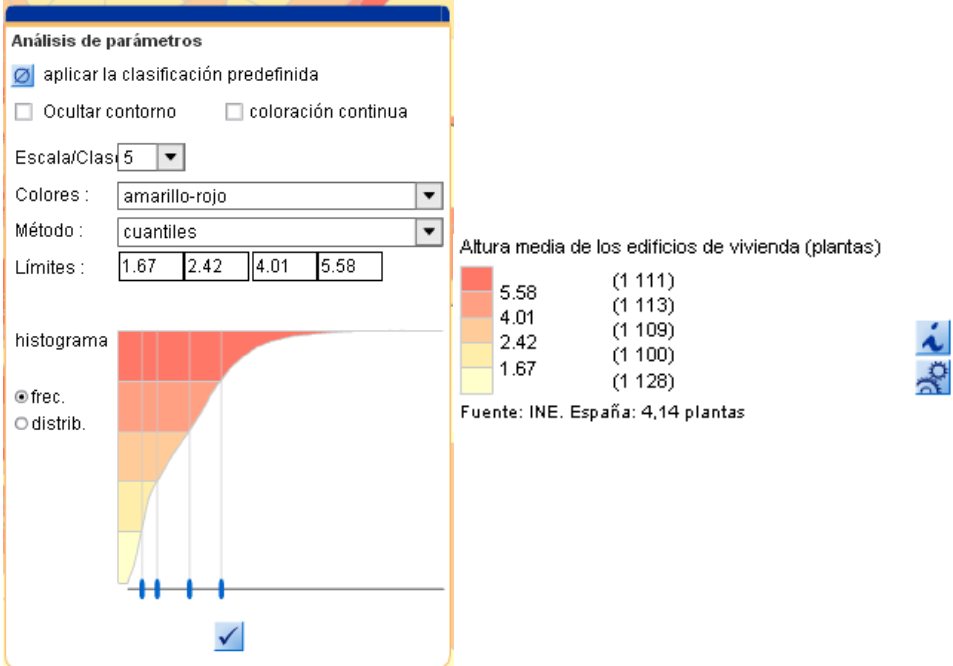 Análisis de parámetros
aplicar la clasificación predefinida
Ocultar contorno coloración continua
Escala/Clas 5
Colores : amarillo-rojo
Método : cuantiles
Límites : 1.67 2.42 4.01 5.58
histograma
frec.
distrib.
Altura media de los edificios de vivienda (plantas)
(1 111)
5.58
(1 113)
4.01
(1 109)
2.42
(1 100)
1.67
(1 128)
Fuente: INE. España: 4,14 plantas